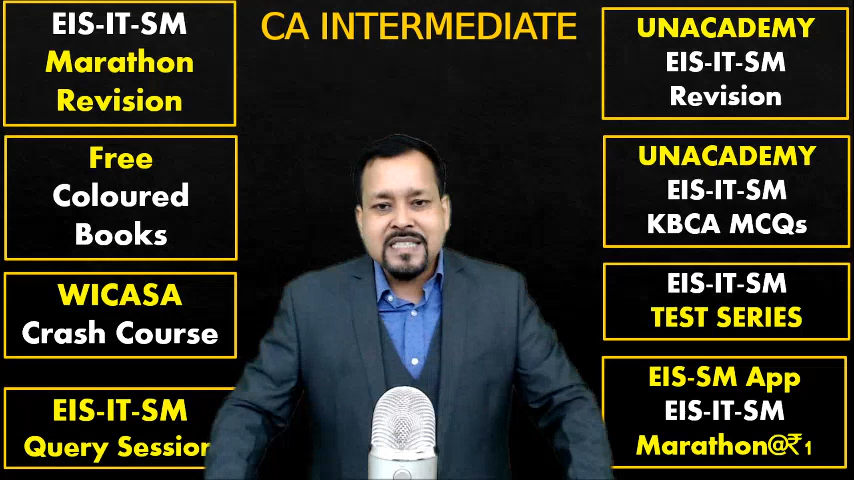 CA INTERMEDIATE
EIS-IT-SM
Marathon
Revision
Free
Coloured
Books
WICASA
Crash Course
EIS-IT-SM
Query Session
UNACADEMY
EIS-IT-SM
Revision
UNACADEMY
EIS-IT-SM
KBCA MCQs
EIS-IT-SM
TEST SERIES
EIS-SM App
EIS-IT-SM
Marathon@₹1